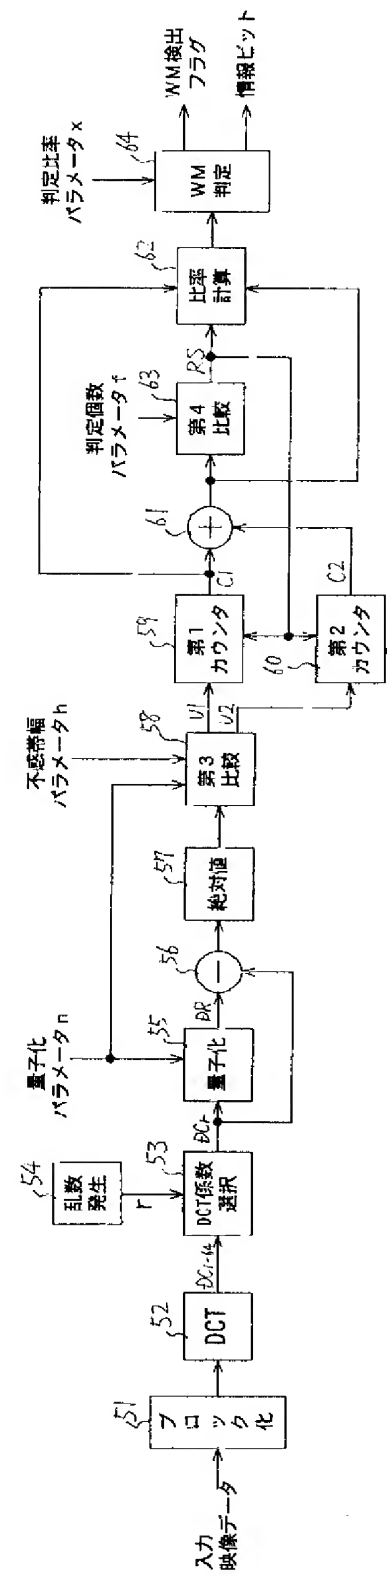 入力
映像データ
51
ブロック化
52
DCT
DC1-64
54
乱数
発生
r
53
DCT係数
選択
DCr
量子化
パラメータn
55
量子化
DR
56
−
57
絶対値
不感帯幅
パラメータh
58
第3
比較
U1
U2
59
第1
カウンタ
C1
60
第2
カウンタ
C2
61
+
判定個数
パラメータf
63
第4
比較
RS
62
比率
計算
判定比率
パラメータx
64
WM
判定
WM検出
フラグ
情報ビット